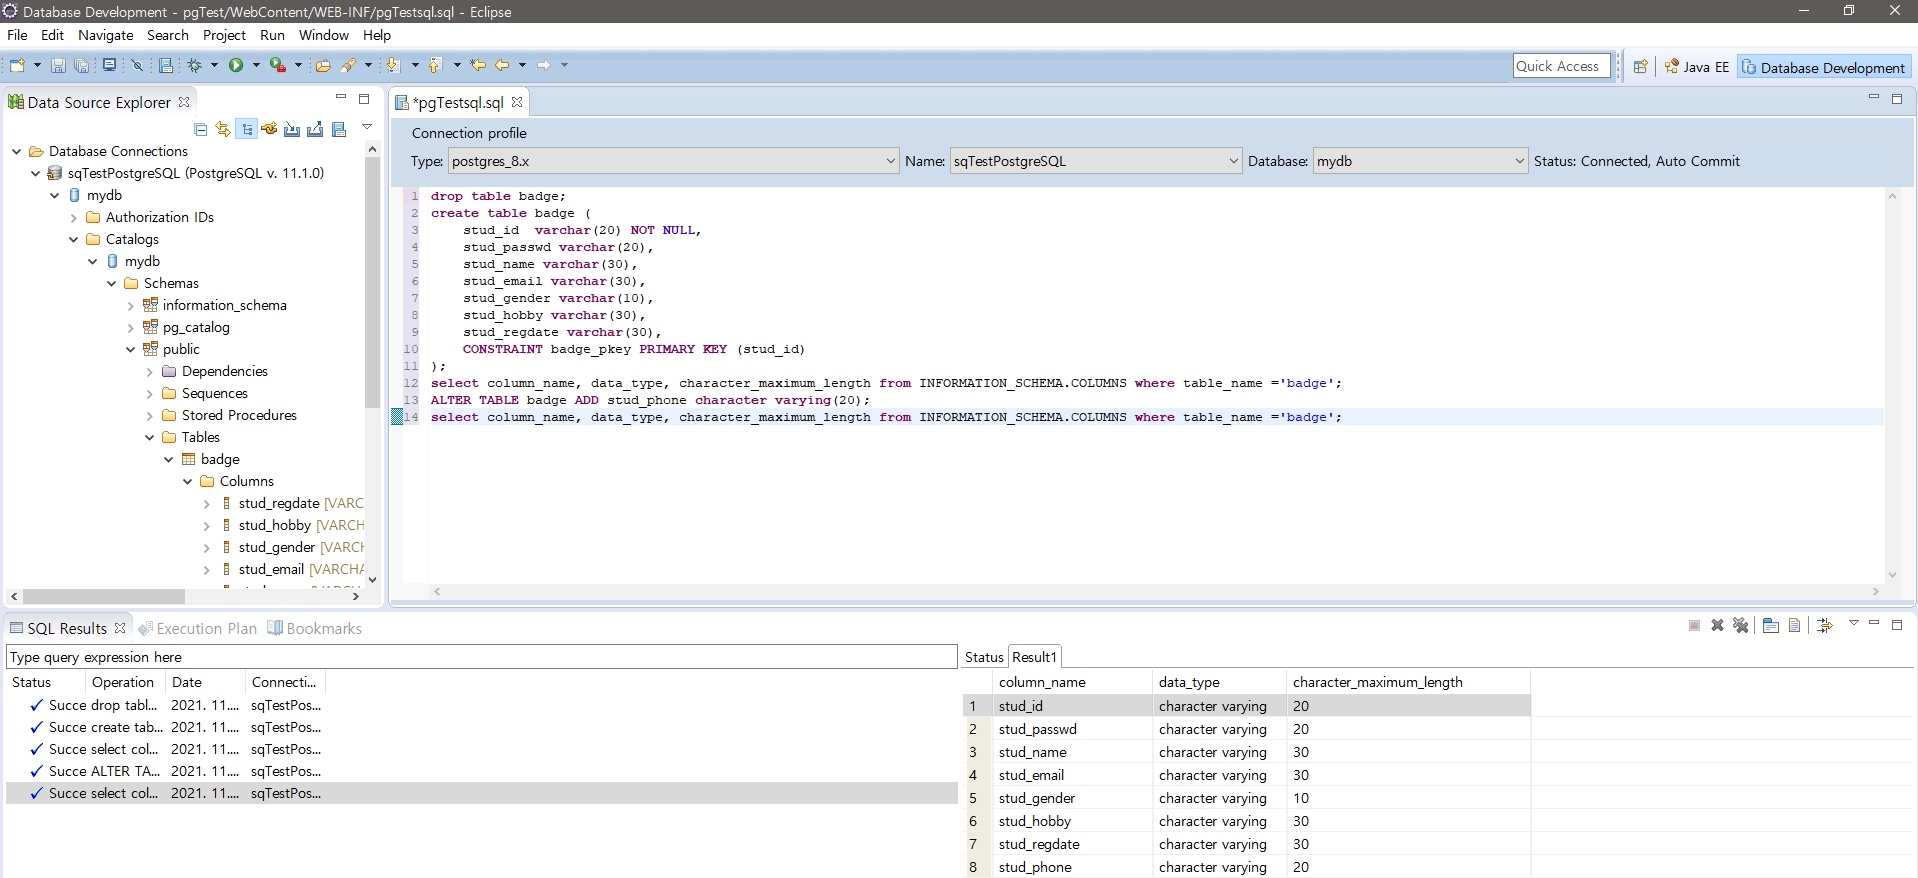 Database Development - pgTest/WebContent/WEB-INF/pgTestsql.sql - Eclipse
File Edit Navigate Search Project Run Window Help
Quick Access Java EE Database Development
Data Source Explorer
Database Connections
sqTestPostgreSQL (PostgreSQL v. 11.1.0)
mydb
Authorization IDs
Catalogs
mydb
Schemas
information_schema
pg_catalog
public
Dependencies
Sequences
Stored Procedures
Tables
badge
Columns
stud_regdate [VARC
stud_hobby [VARCH
stud_gender [VARCH
stud_email [VARCHA
*pgTestsql.sql
Connection profile
Type: postgres_8.x Name: sqTestPostgreSQL Database: mydb Status: Connected, Auto Commit
1 drop table badge;
2 create table badge (
3 stud_id  varchar(20) NOT NULL,
4 stud_passwd varchar(20),
5 stud_name varchar(30),
6 stud_email varchar(30),
7 stud_gender varchar(10),
8 stud_hobby varchar(30),
9 stud_regdate varchar(30),
10 CONSTRAINT badge_pkey PRIMARY KEY (stud_id)
11 );
12 select column_name, data_type, character_maximum_length from INFORMATION_SCHEMA.COLUMNS where table_name ='badge';
13 ALTER TABLE badge ADD stud_phone character varying(20);
14 select column_name, data_type, character_maximum_length from INFORMATION_SCHEMA.COLUMNS where table_name ='badge';
SQL Results Execution Plan Bookmarks
Type query expression here
Status Operation Date Connecti...
Succe drop tabl... 2021. 11.... sqTestPos...
Succe create tab... 2021. 11.... sqTestPos...
Succe select col... 2021. 11.... sqTestPos...
Succe ALTER TA... 2021. 11.... sqTestPos...
Succe select col... 2021. 11.... sqTestPos...
Status Result1
column_name data_type character_maximum_length
1 stud_id character varying 20
2 stud_passwd character varying 20
3 stud_name character varying 30
4 stud_email character varying 30
5 stud_gender character varying 10
6 stud_hobby character varying 30
7 stud_regdate character varying 30
8 stud_phone character varying 20